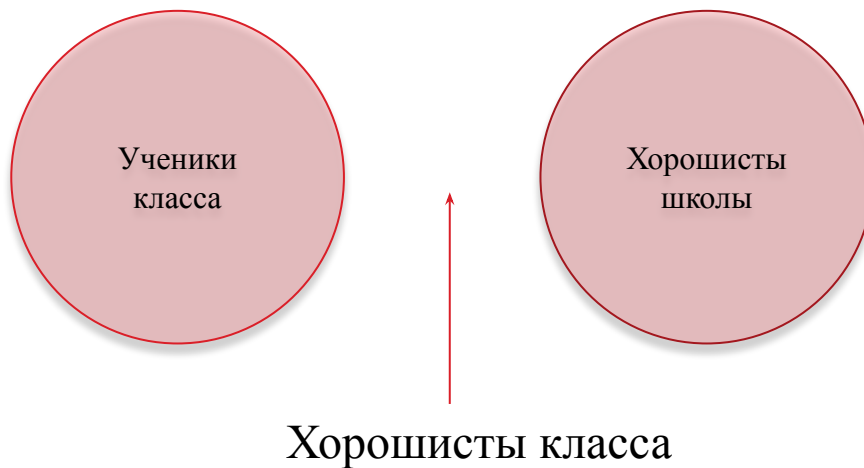 Ученики
класса
Хорошисты
школы
Хорошисты класса